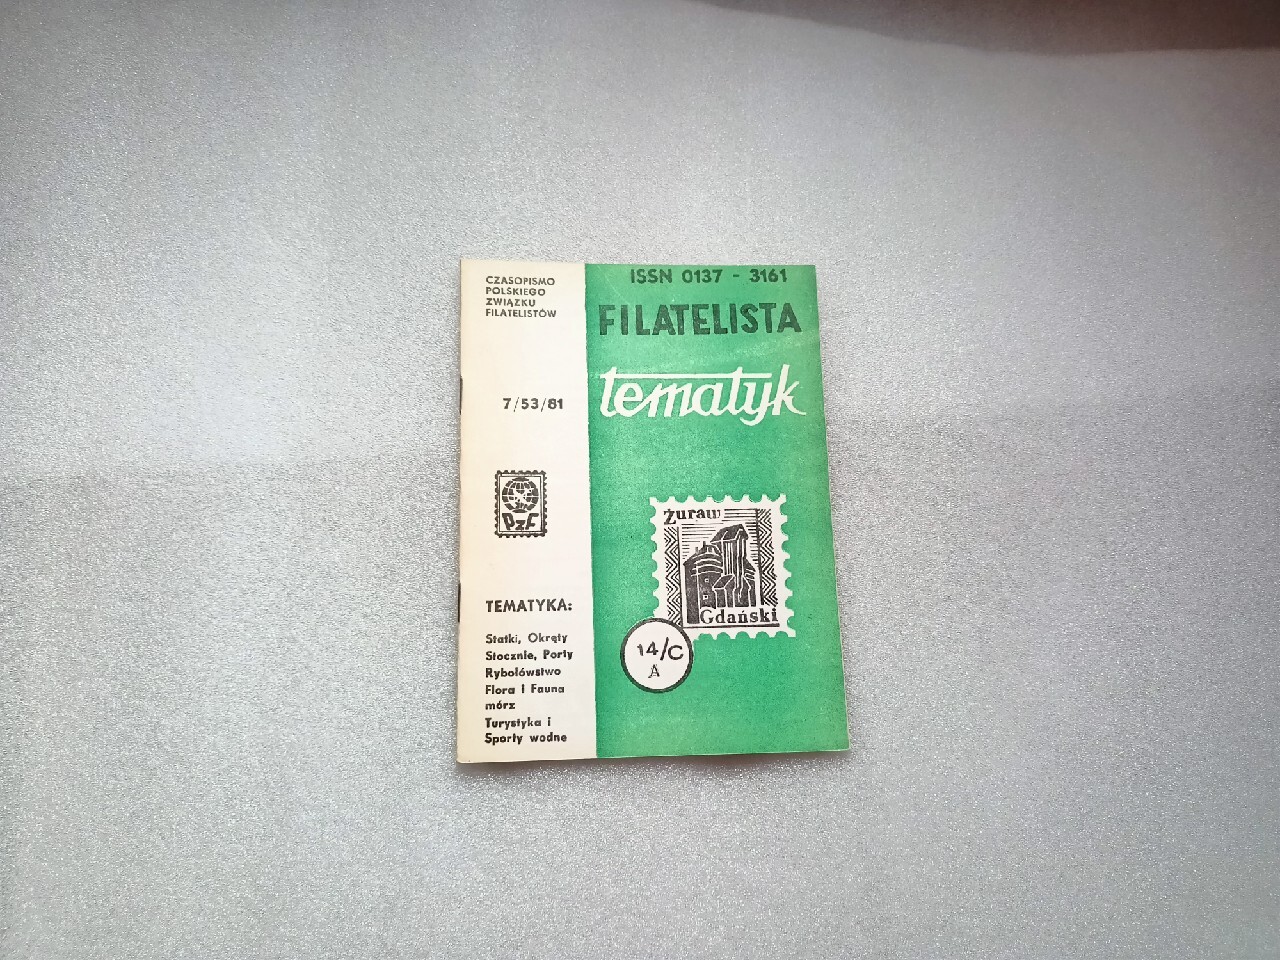 CZASOPISMO
POLSKIEGO
ZWIĄZKU
FILATELISTÓW
7/53/81
PZF
TEMATYKA:
Statki, Okręty
Stocznie, Porty
Rybołówstwo
Flora i Fauna
mórz
Turystyka i
Sporty wodne
ISSN 0137 - 3161
FILATELISTA
tematyk
Żuraw
Gdański
14/C
A